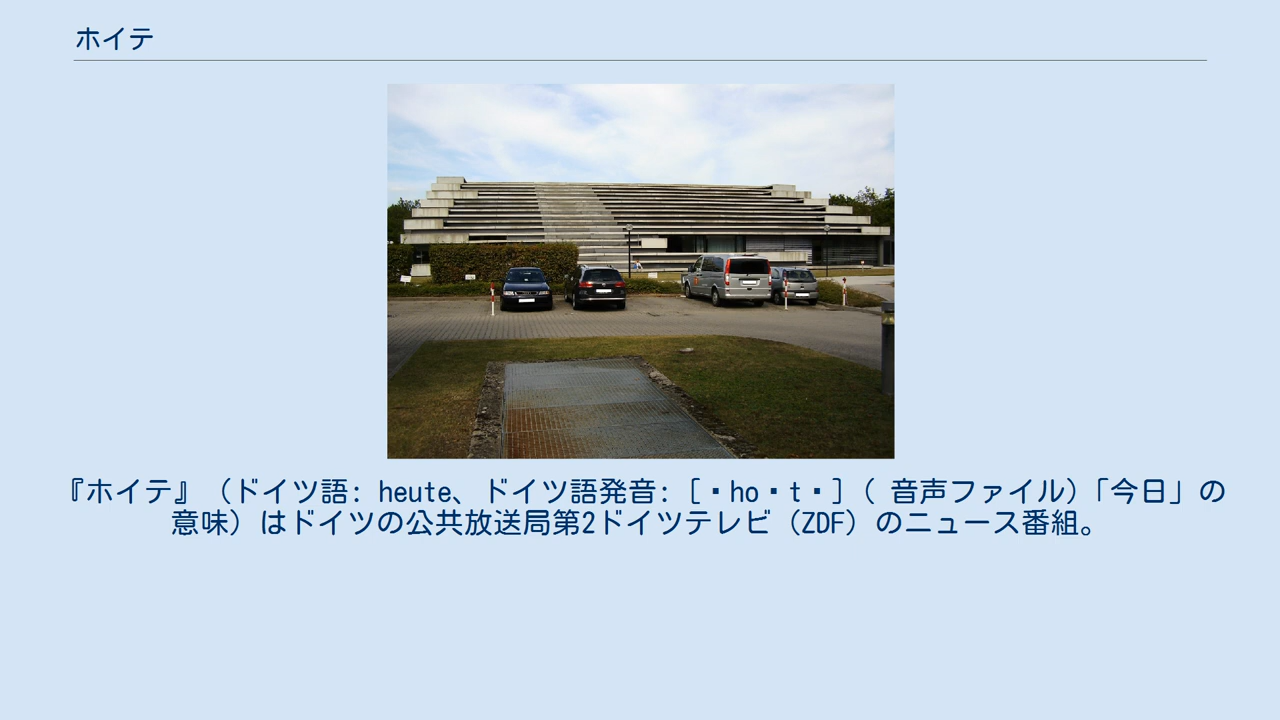 ホイテ
『ホイテ』（ドイツ語: heute、ドイツ語発音: [・ho・t・]（ 音声ファイル）「今日」の
意味）はドイツの公共放送局第2ドイツテレビ（ZDF）のニュース番組。